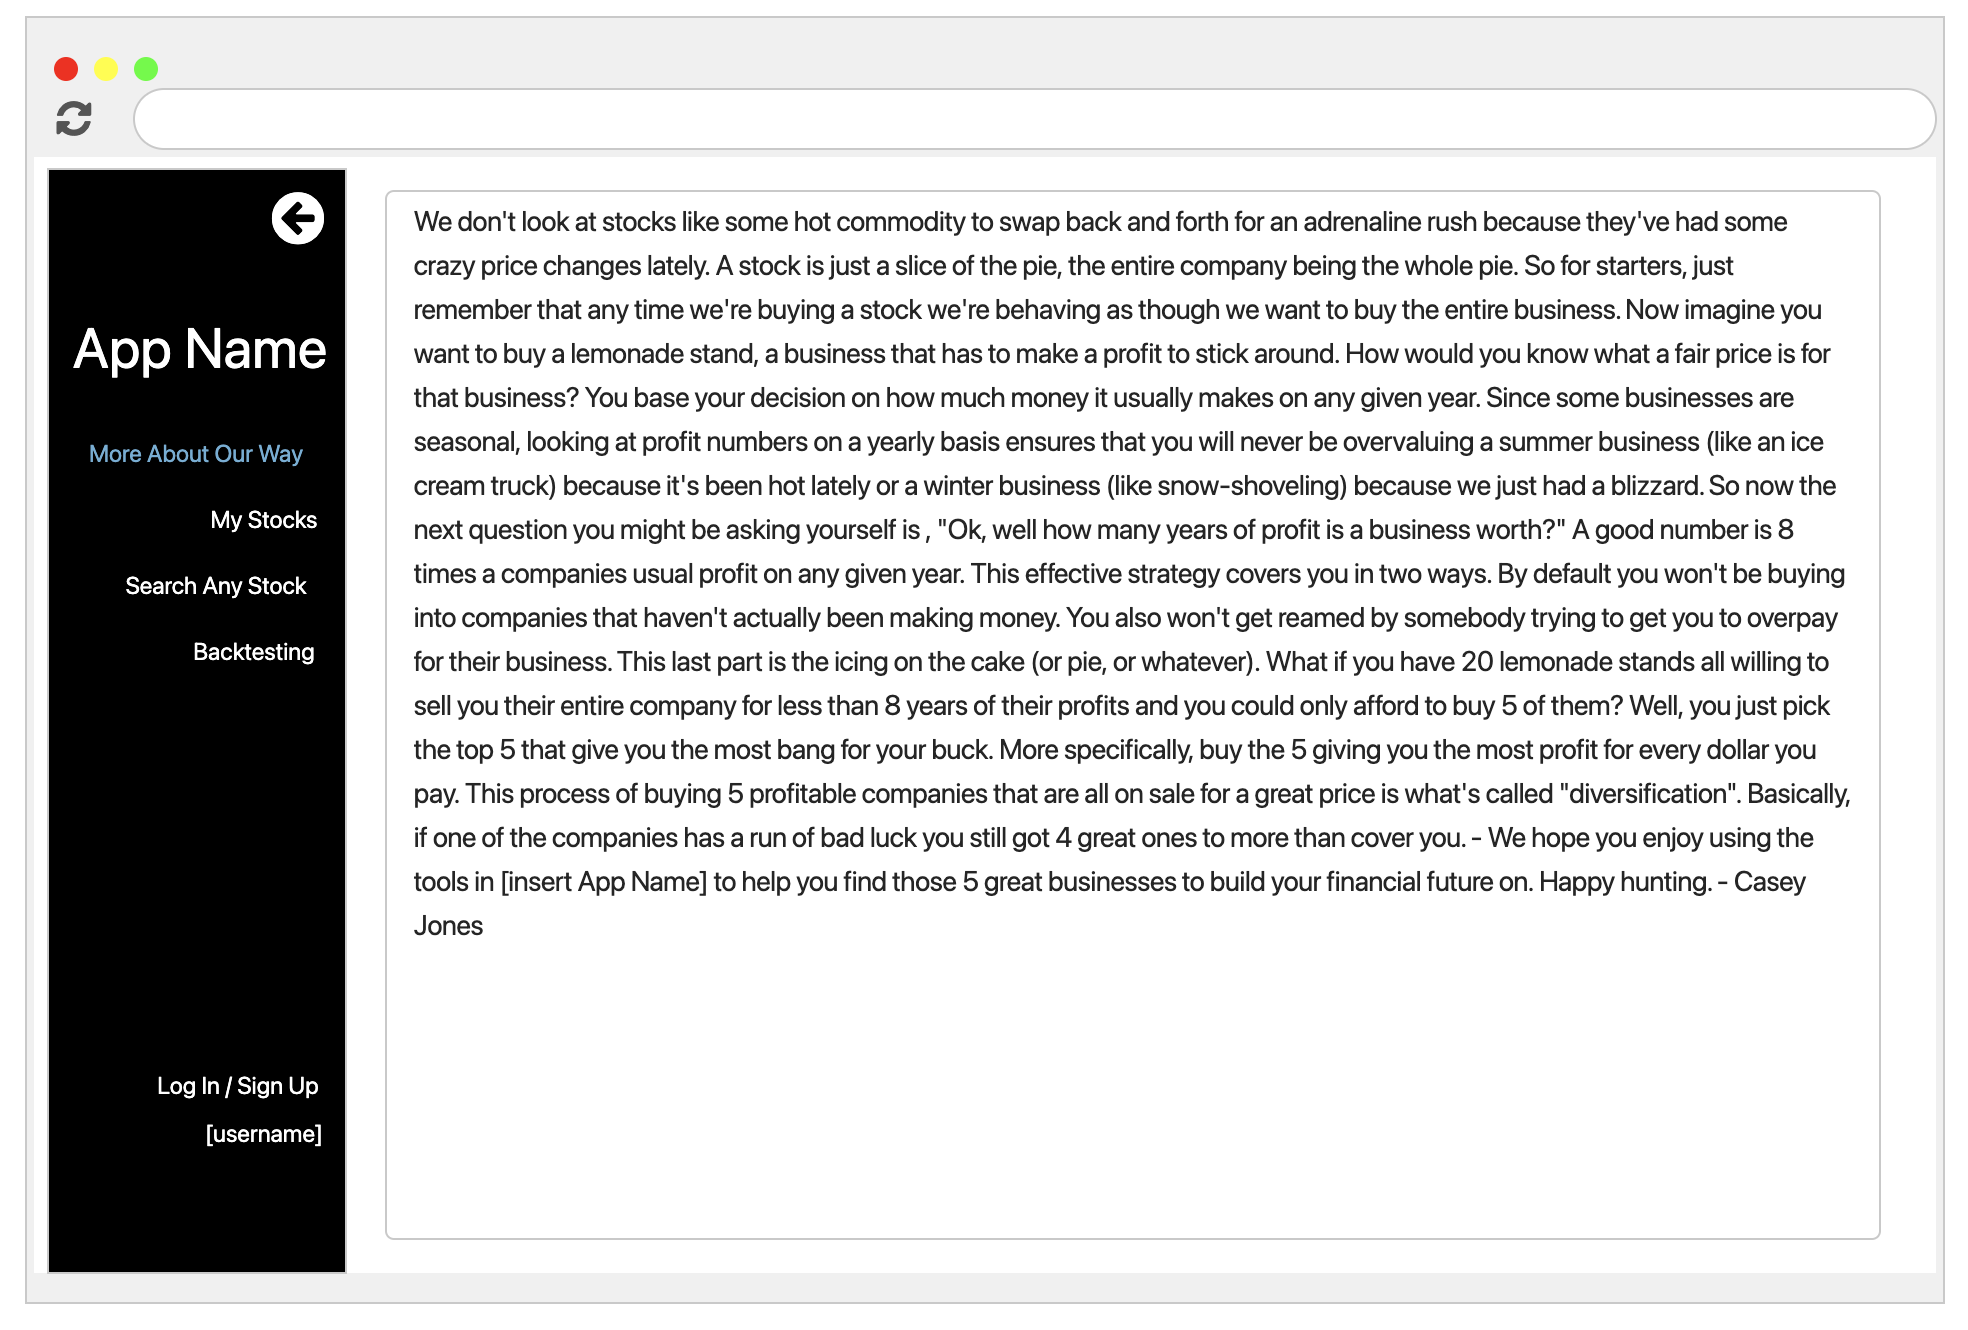 App Name
More About Our Way
My Stocks
Search Any Stock
Backtesting
Log In / Sign Up
[username]
We don't look at stocks like some hot commodity to swap back and forth for an adrenaline rush because they've had some
crazy price changes lately. A stock is just a slice of the pie, the entire company being the whole pie. So for starters, just
remember that any time we're buying a stock we're behaving as though we want to buy the entire business. Now imagine you
want to buy a lemonade stand, a business that has to make a profit to stick around. How would you know what a fair price is for
that business? You base your decision on how much money it usually makes on any given year. Since some businesses are
seasonal, looking at profit numbers on a yearly basis ensures that you will never be overvaluing a summer business (like an ice
cream truck) because it's been hot lately or a winter business (like snow-shoveling) because we just had a blizzard. So now the
next question you might be asking yourself is , "Ok, well how many years of profit is a business worth?" A good number is 8
times a companies usual profit on any given year. This effective strategy covers you in two ways. By default you won't be buying
into companies that haven't actually been making money. You also won't get reamed by somebody trying to get you to overpay
for their business. This last part is the icing on the cake (or pie, or whatever). What if you have 20 lemonade stands all willing to
sell you their entire company for less than 8 years of their profits and you could only afford to buy 5 of them? Well, you just pick
the top 5 that give you the most bang for your buck. More specifically, buy the 5 giving you the most profit for every dollar you
pay. This process of buying 5 profitable companies that are all on sale for a great price is what's called "diversification". Basically,
if one of the companies has a run of bad luck you still got 4 great ones to more than cover you. - We hope you enjoy using the
tools in [insert App Name] to help you find those 5 great businesses to build your financial future on. Happy hunting. - Casey
Jones